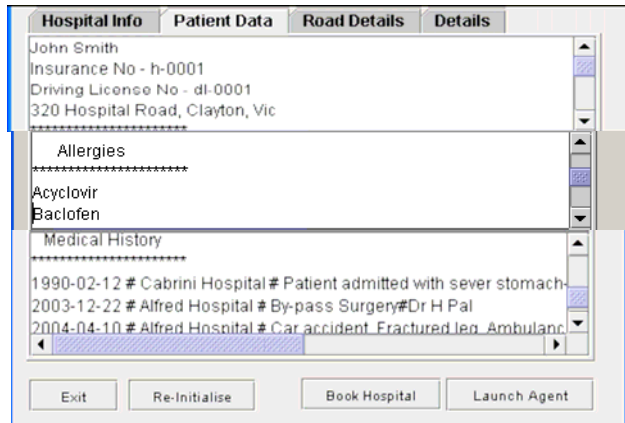 Hospital Info Patient Data Road Details Details
John Smith
Insurance No - h-0001
Driving License No - dl-0001
320 Hospital Road, Clayton, Vic
**********************
Allergies
**********************
Acyclovir
Baclofen
Medical History
**********************
1990-02-12 # Cabrini Hospital # Patient admitted with sever stomach-
2003-12-22 # Alfred Hospital # By-pass Surgery#Dr H Pal
2004-04-10 # Alfred Hospital # Car accident. Fractured leg. Ambulanc
Exit Re-Initialise Book Hospital Launch Agent